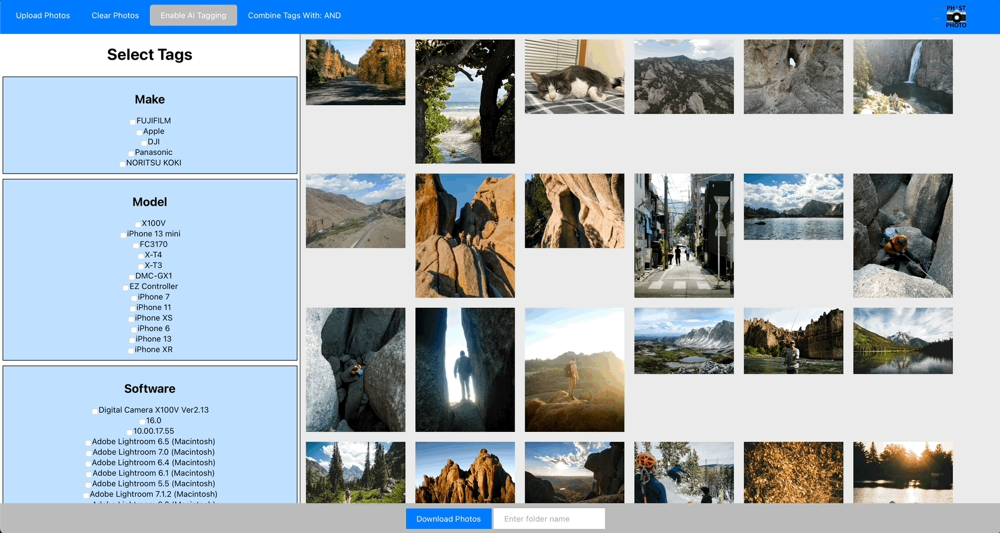 Upload Photos
Clear Photos
Enable AI Tagging
Combine Tags With: AND
PH ST
PHOTO
Select Tags
Make
FUJIFILM
Apple
DJI
Panasonic
NORITSU KOKI
Model
X100V
iPhone 13 mini
FC3170
X-T4
X-T3
DMC-GX1
EZ Controller
iPhone 7
iPhone 11
iPhone XS
iPhone 6
iPhone 13
iPhone XR
Software
Digital Camera X100V Ver2.13
16.0
10.00.17.55
Adobe Lightroom 6.5 (Macintosh)
Adobe Lightroom 7.0 (Macintosh)
Adobe Lightroom 6.4 (Macintosh)
Adobe Lightroom 6.1 (Macintosh)
Adobe Lightroom 5.5 (Macintosh)
Adobe Lightroom 7.1.2 (Macintosh)
Download Photos
Enter folder name